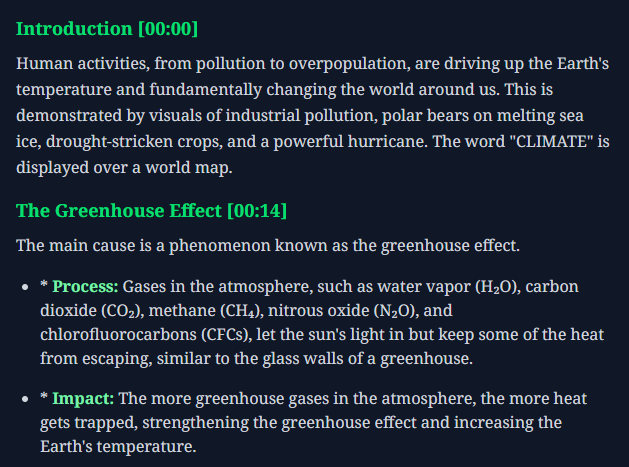 Introduction [00:00]
Human activities, from pollution to overpopulation, are driving up the Earth's
temperature and fundamentally changing the world around us. This is
demonstrated by visuals of industrial pollution, polar bears on melting sea
ice, drought-stricken crops, and a powerful hurricane. The word "CLIMATE" is
displayed over a world map.
The Greenhouse Effect [00:14]
The main cause is a phenomenon known as the greenhouse effect.
• * Process: Gases in the atmosphere, such as water vapor (H₂O), carbon
dioxide (CO₂), methane (CH₄), nitrous oxide (N₂O), and
chlorofluorocarbons (CFCs), let the sun's light in but keep some of the heat
from escaping, similar to the glass walls of a greenhouse.
• * Impact: The more greenhouse gases in the atmosphere, the more heat
gets trapped, strengthening the greenhouse effect and increasing the
Earth's temperature.